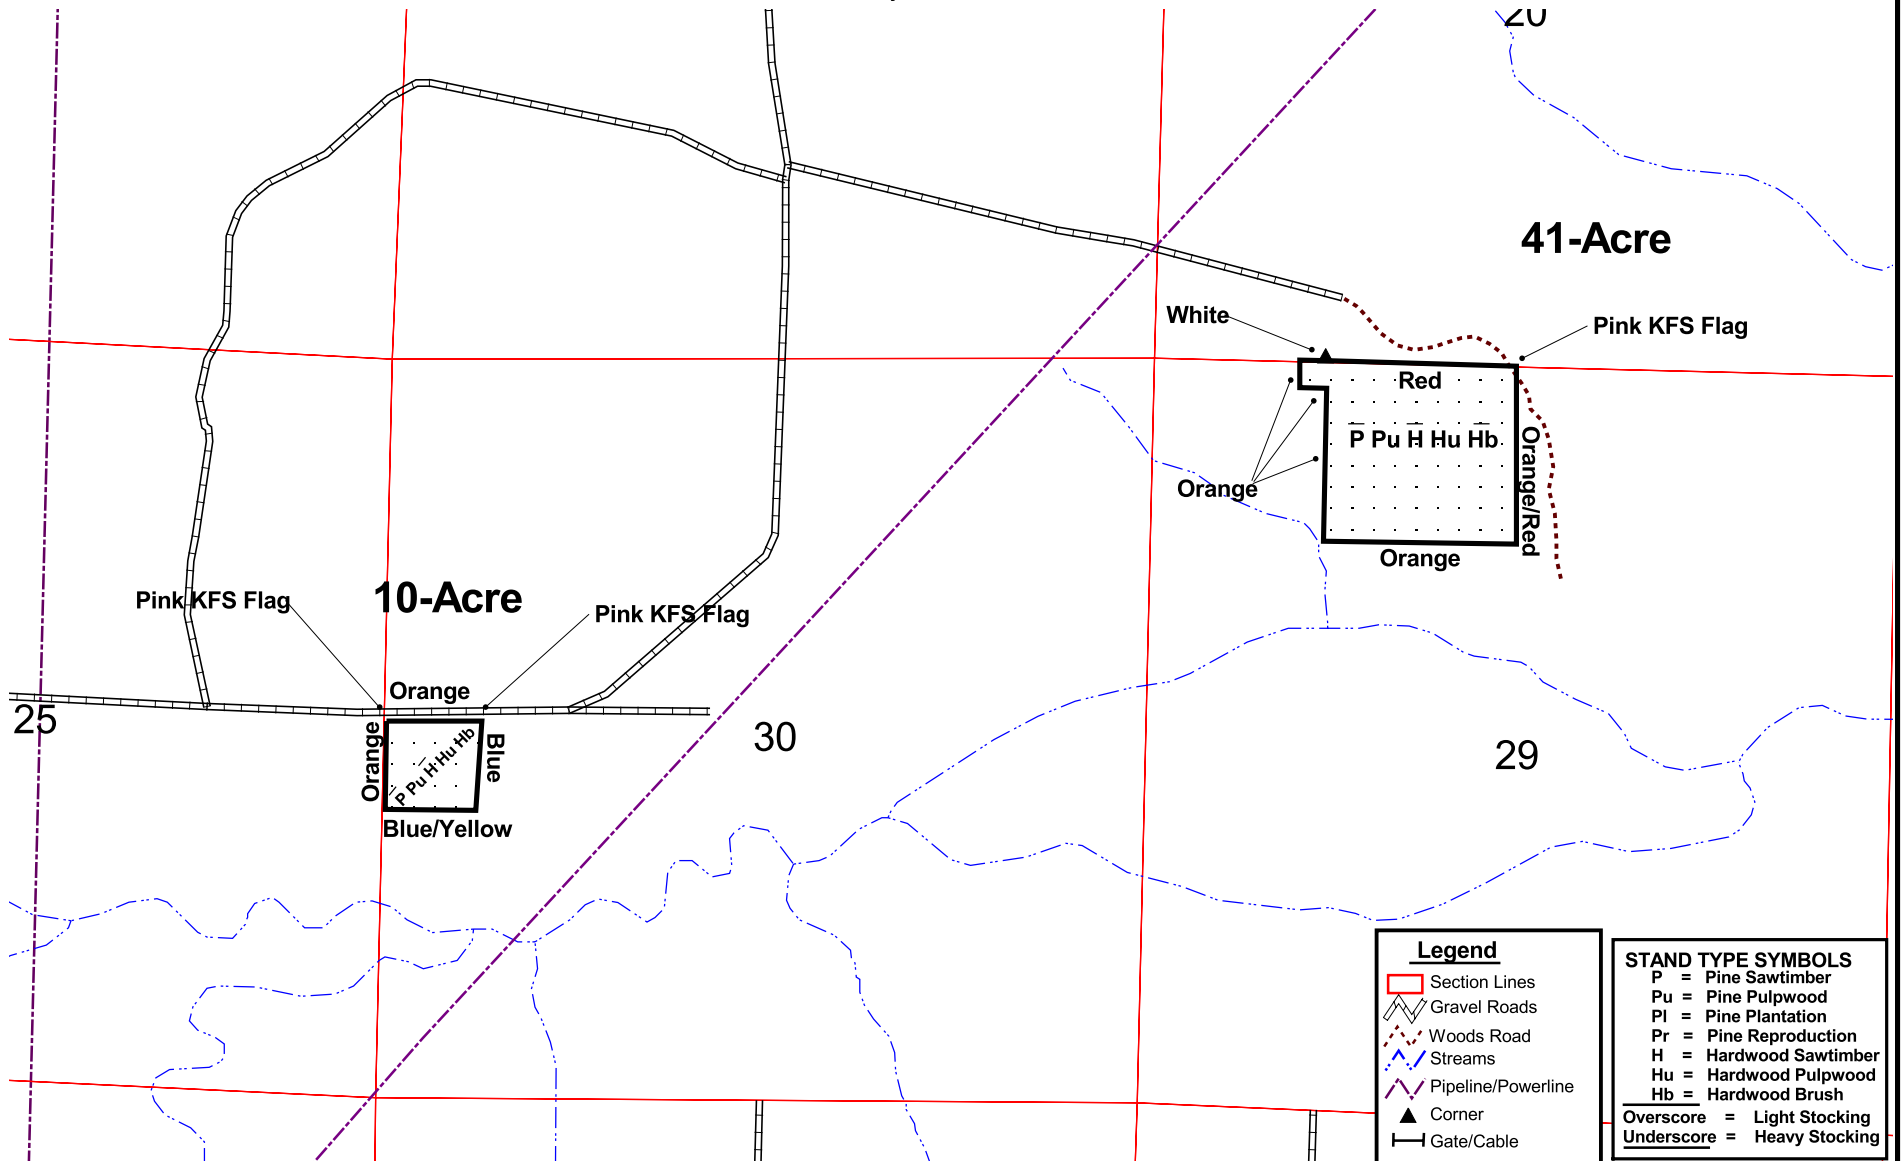 20
41-Acre
White
Pink KFS Flag
Red
P Pu H Hu Hb
Orange/Red
Orange
Orange
Pink KFS Flag
10-Acre
Pink KFS Flag
Orange
25
Orange
P Pu H Hu Hb
Blue
30
29
Blue/Yellow
Legend
Section Lines
Gravel Roads
Woods Road
Streams
Pipeline/Powerline
Corner
Gate/Cable
STAND TYPE SYMBOLS
P = Pine Sawtimber
Pu = Pine Pulpwood
Pl = Pine Plantation
Pr = Pine Reproduction
H = Hardwood Sawtimber
Hu = Hardwood Pulpwood
Hb = Hardwood Brush
Overscore = Light Stocking
Underscore = Heavy Stocking